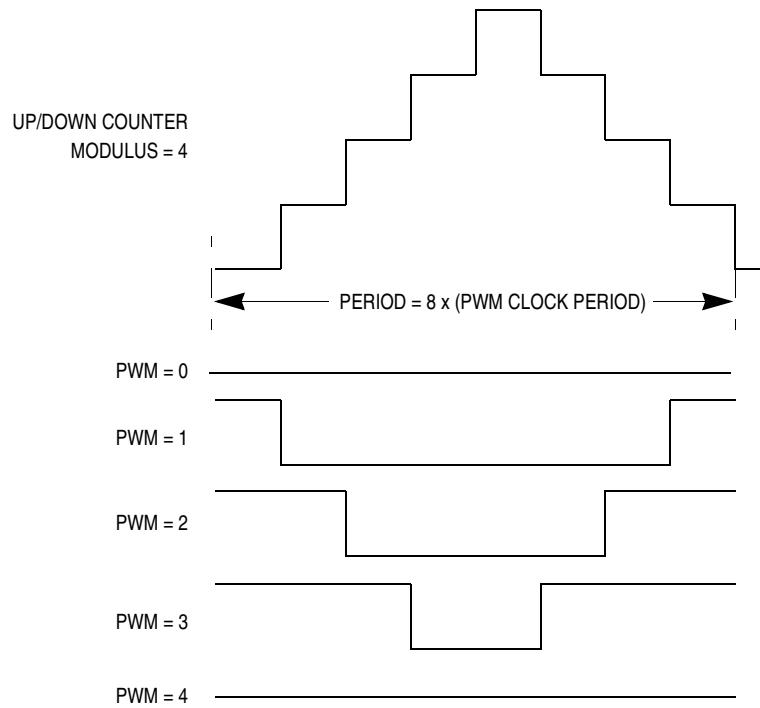 UP/DOWN COUNTER
MODULUS = 4
PERIOD = 8 x (PWM CLOCK PERIOD)
PWM = 0
PWM = 1
PWM = 2
PWM = 3
PWM = 4